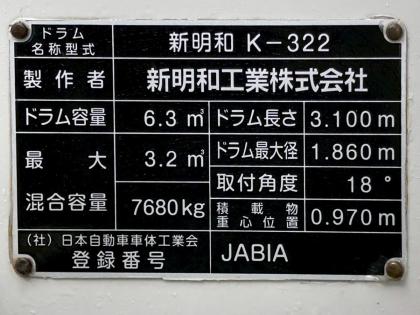 ドラム
名称型式 新明和 K-322
製作者 新明和工業株式会社
ドラム容量 6.3 m³ ドラム長さ 3.100 m
最大 3.2 m³ ドラム最大径 1.860 m
混合容量 7680kg 取付角度 18°
積載物
重心位置 0.970 m
(社)日本自動車車体工業会
登録番号 JABIA